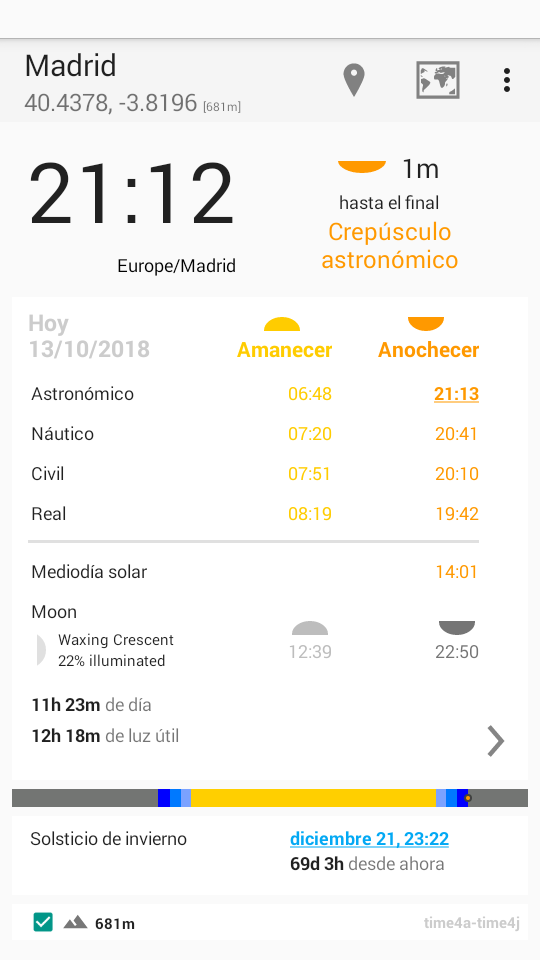 Madrid
40.4378, -3.8196 [681m]
21:12
Europe/Madrid
1m
hasta el final
Crepúsculo
astronómico
Hoy
13/10/2018
Amanecer
Anochecer
Astronómico 06:48 21:13
Náutico 07:20 20:41
Civil 07:51 20:10
Real 08:19 19:42
Mediodía solar 14:01
Moon
Waxing Crescent
22% illuminated
12:39 22:50
11h 23m de día
12h 18m de luz útil
Solsticio de invierno diciembre 21, 23:22
69d 3h desde ahora
681m time4a-time4j